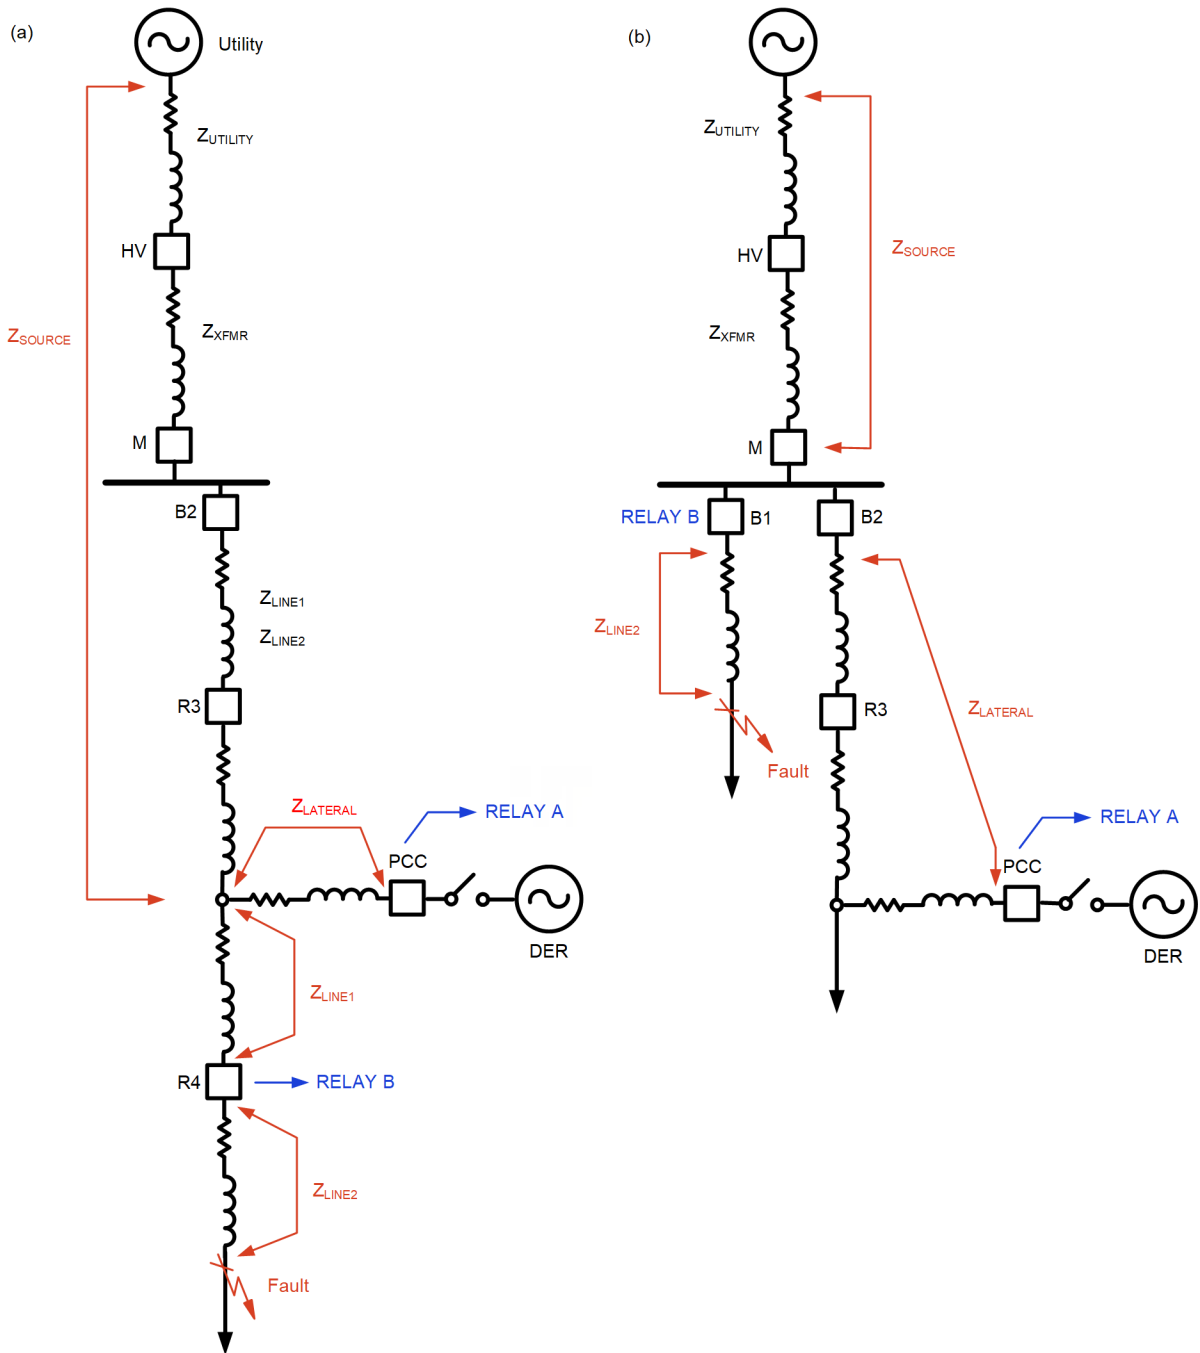 (a)
Utility
ZUTILITY
HV
ZSOURCE
ZXFMR
M
B2
ZLINE1
ZLINE2
R3
ZLATERAL
RELAY A
PCC
DER
ZLINE1
R4
RELAY B
ZLINE2
Fault
(b)
ZUTILITY
HV
ZSOURCE
ZXFMR
M
RELAY B
B1
B2
ZLINE2
R3
ZLATERAL
Fault
RELAY A
PCC
DER